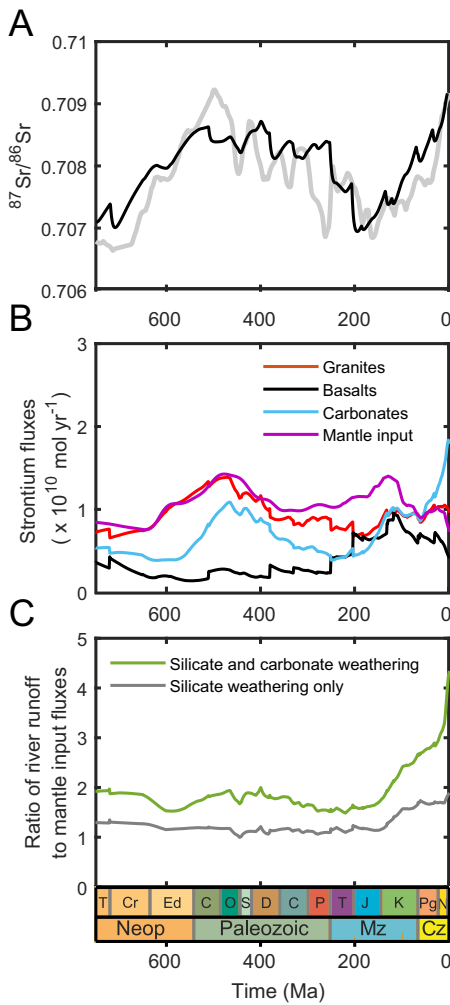 A
0.71
0.709
0.708
0.707
0.706
87Sr/86Sr
600
400
200
0
B
3
2
1
0
Strontium fluxes
( x 10^10 mol yr^-1)
Granites
Basalts
Carbonates
Mantle input
600
400
200
0
C
5
4
3
2
1
0
Ratio of river runoff
to mantle input fluxes
Silicate and carbonate weathering
Silicate weathering only
T Cr Ed C O S D C P T J K Pg N
Neop Paleozoic Mz Cz
600
400
200
0
Time (Ma)